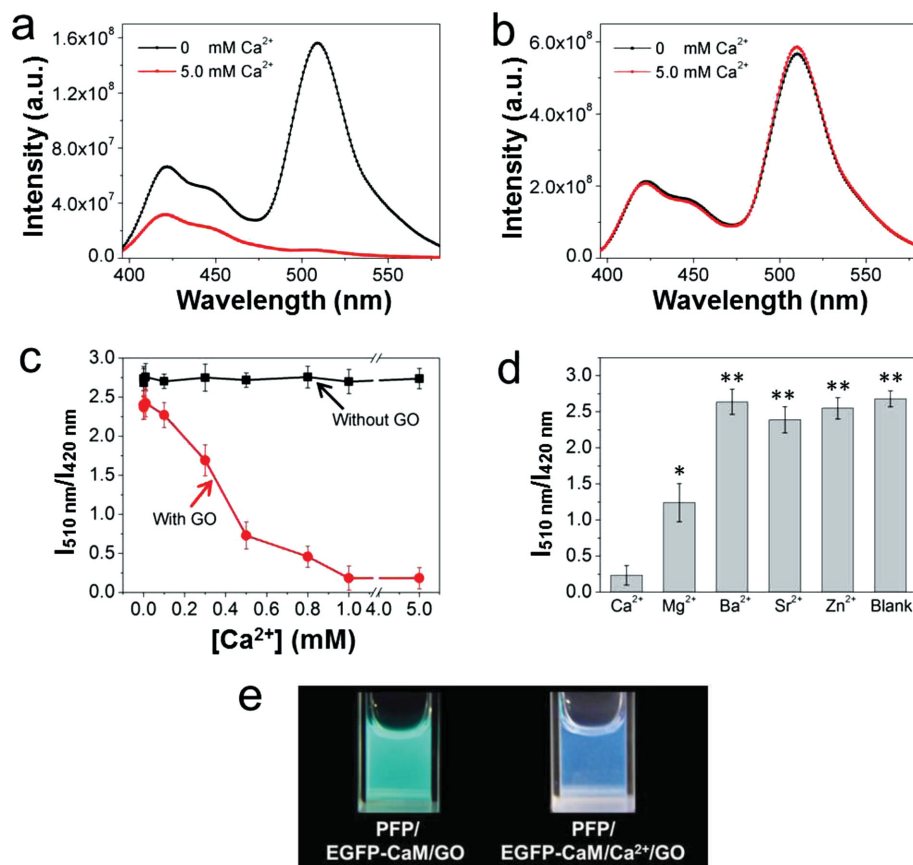 a
1.6x10⁸
1.2x10⁸
8.0x10⁷
4.0x10⁷
0.0
Intensity (a.u.)
0 mM Ca²⁺
5.0 mM Ca²⁺
400 450 500 550
Wavelength (nm)
b
6.0x10⁸
4.0x10⁸
2.0x10⁸
0.0
Intensity (a.u.)
0 mM Ca²⁺
5.0 mM Ca²⁺
400 450 500 550
Wavelength (nm)
c
3.0
2.5
2.0
1.5
1.0
0.5
0.0
I510 nm/I420 nm
Without GO
With GO
0.0 0.2 0.4 0.6 0.8 1.0 4.0 5.0
[Ca²⁺] (mM)
d
3.0
2.5
2.0
1.5
1.0
0.5
0.0
I510 nm/I420 nm
* ** ** ** **
Ca²⁺ Mg²⁺ Ba²⁺ Sr²⁺ Zn²⁺ Blank
e
PFP/
EGFP-CaM/GO
PFP/
EGFP-CaM/Ca²⁺/GO